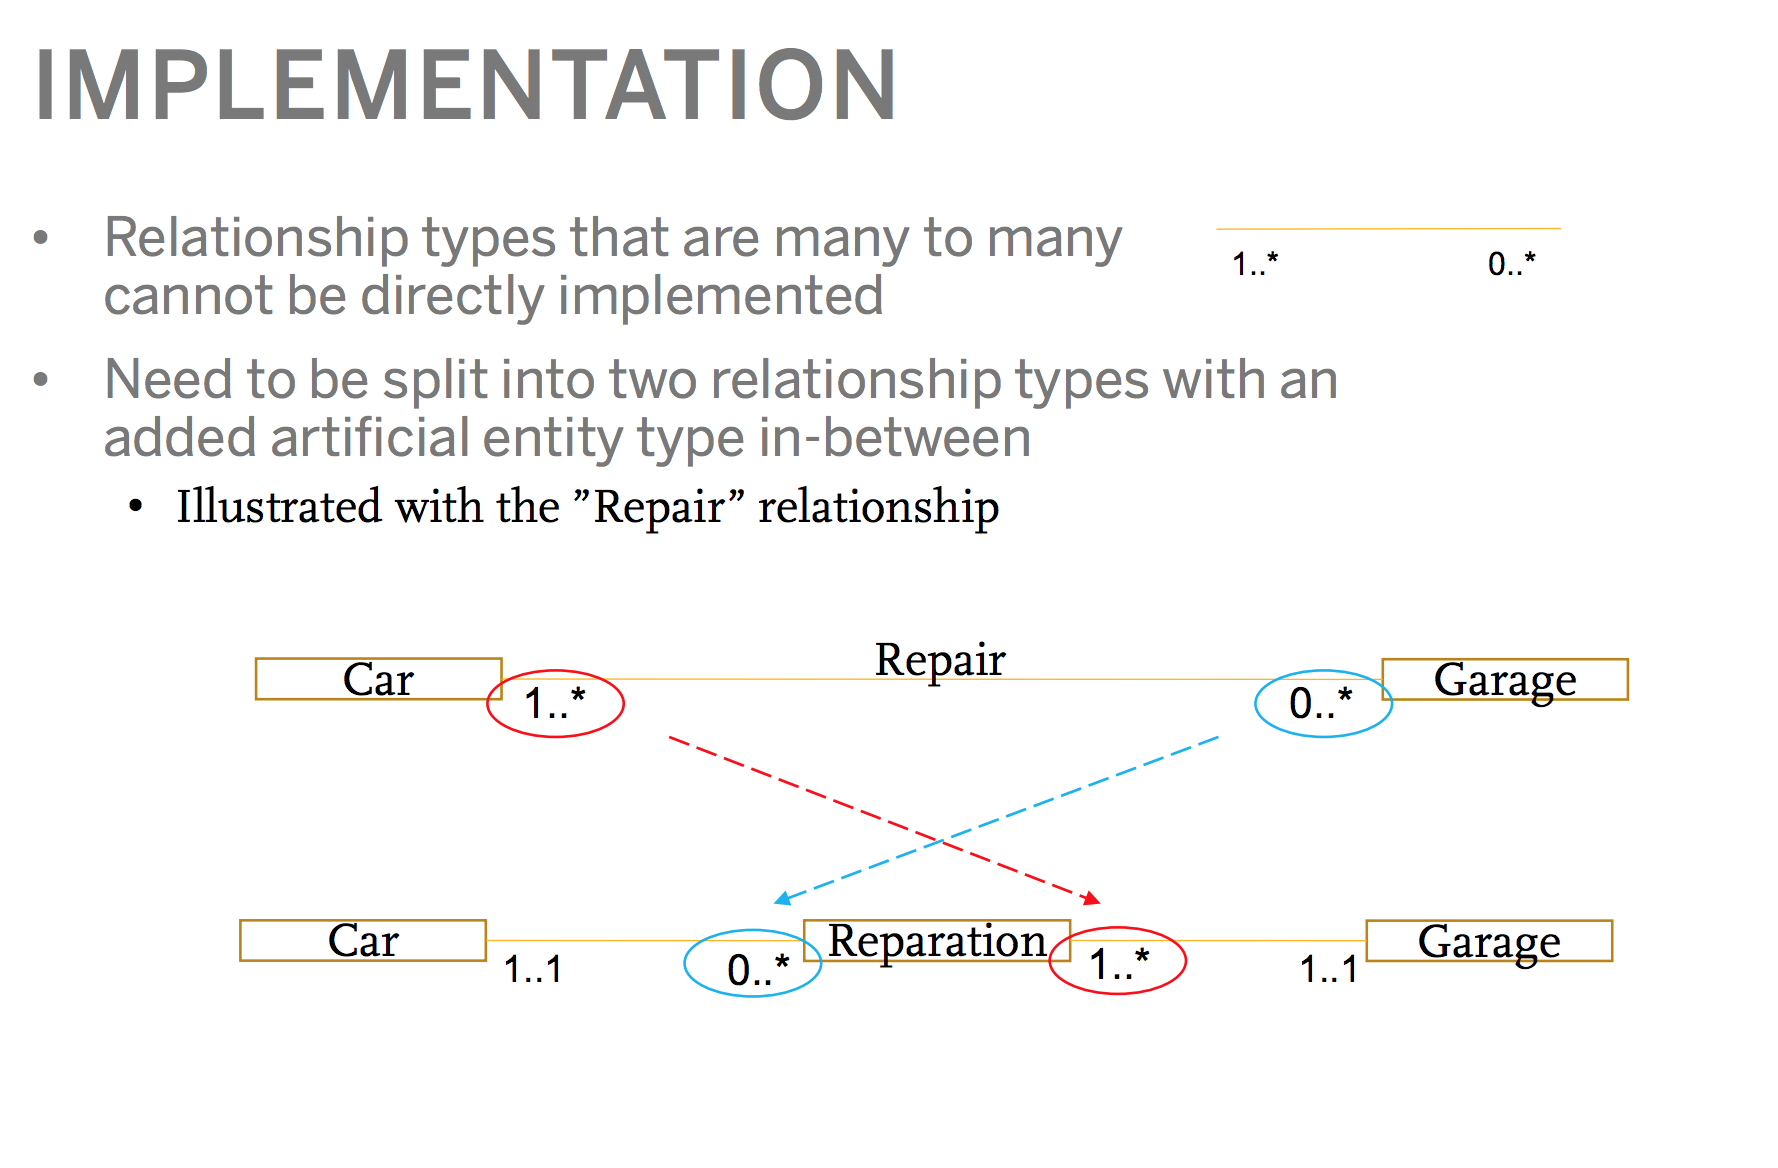 IMPLEMENTATION
• Relationship types that are many to many
cannot be directly implemented
1..* 0..*
• Need to be split into two relationship types with an
added artificial entity type in-between
• Illustrated with the ”Repair” relationship
Car 1..* Repair 0..* Garage
Car 1..1 0..* Reparation 1..* 1..1 Garage